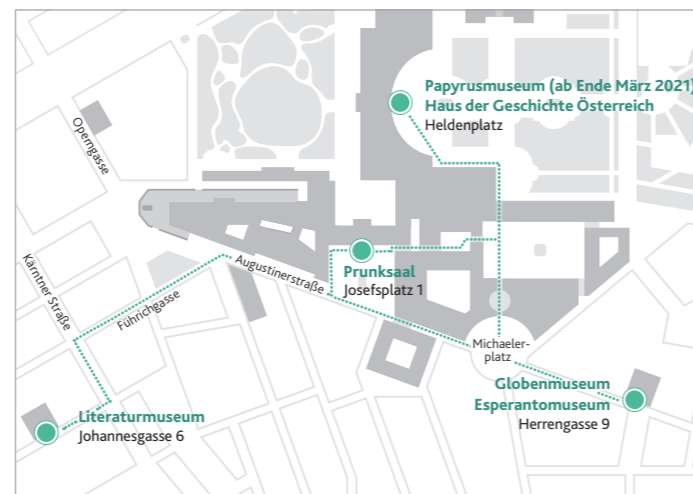 Papyrusmuseum (ab Ende März 2021)
Haus der Geschichte Österreich
Heldenplatz
Operngasse
Kärntner Straße
Führichgasse
Augustinerstraße
Prunksaal
Josefsplatz 1
Michaeler-
platz
Globenmuseum
Esperantomuseum
Herrengasse 9
Literaturmuseum
Johannesgasse 6